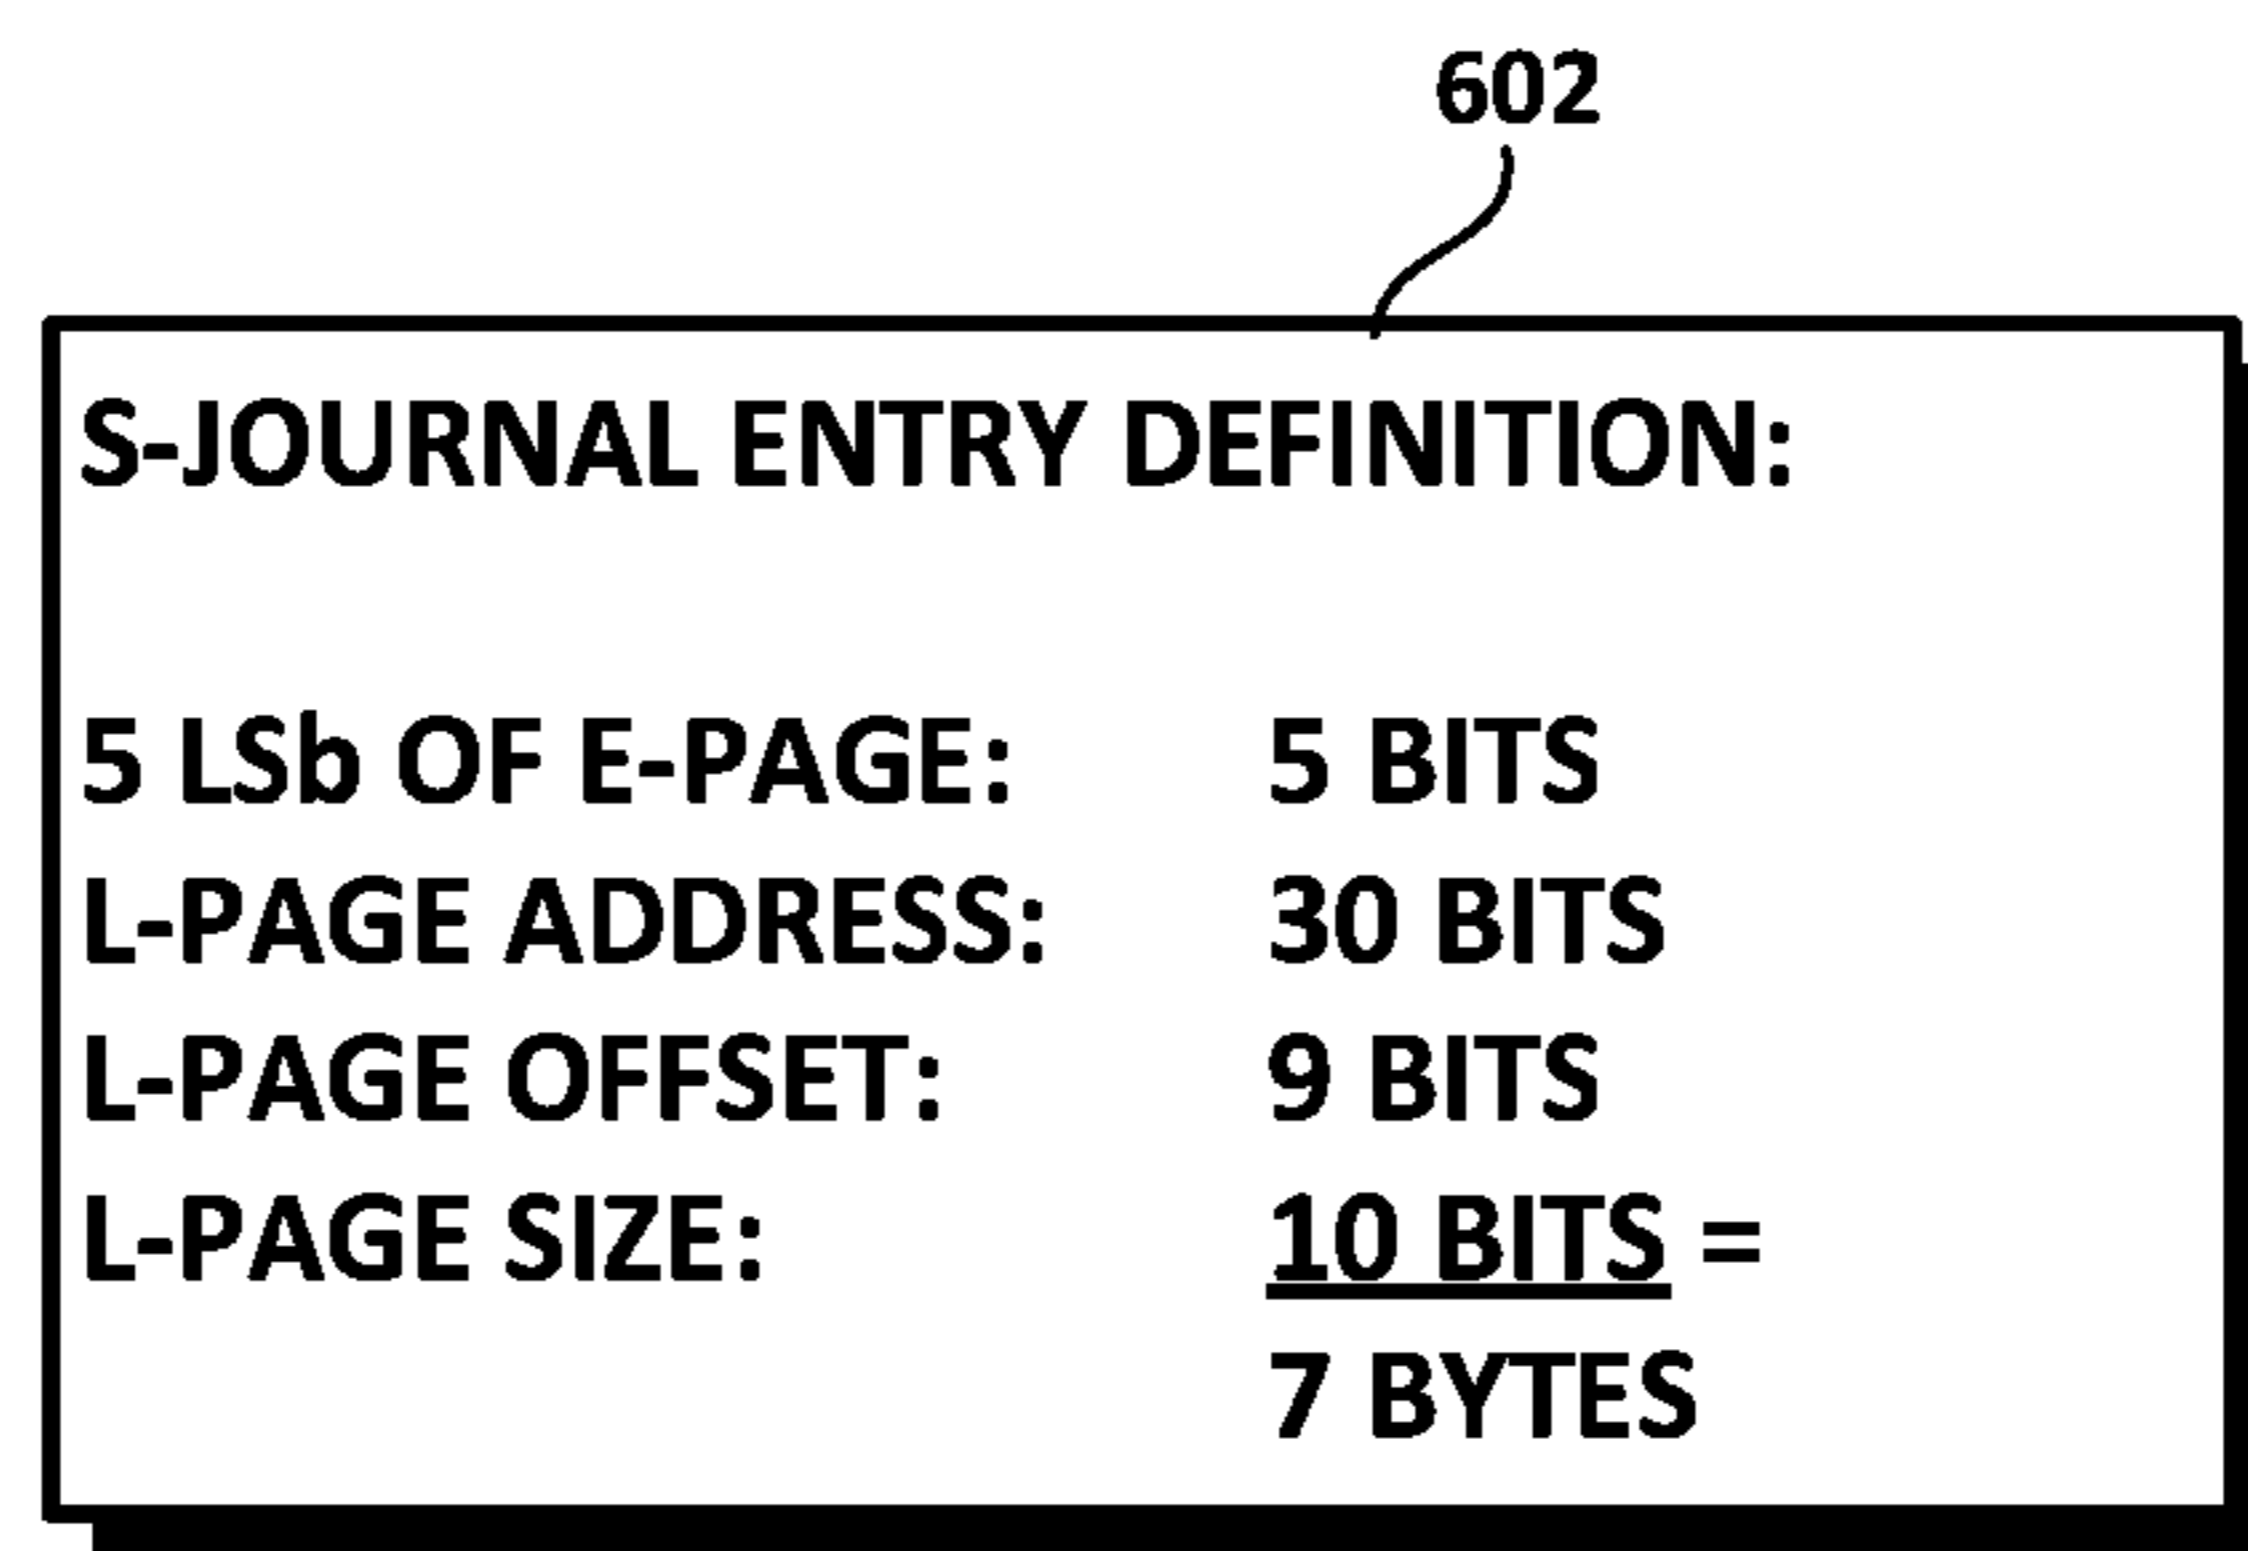 602
S-JOURNAL ENTRY DEFINITION:
5 LSb OF E-PAGE: 5 BITS
L-PAGE ADDRESS: 30 BITS
L-PAGE OFFSET: 9 BITS
L-PAGE SIZE: 10 BITS =
7 BYTES